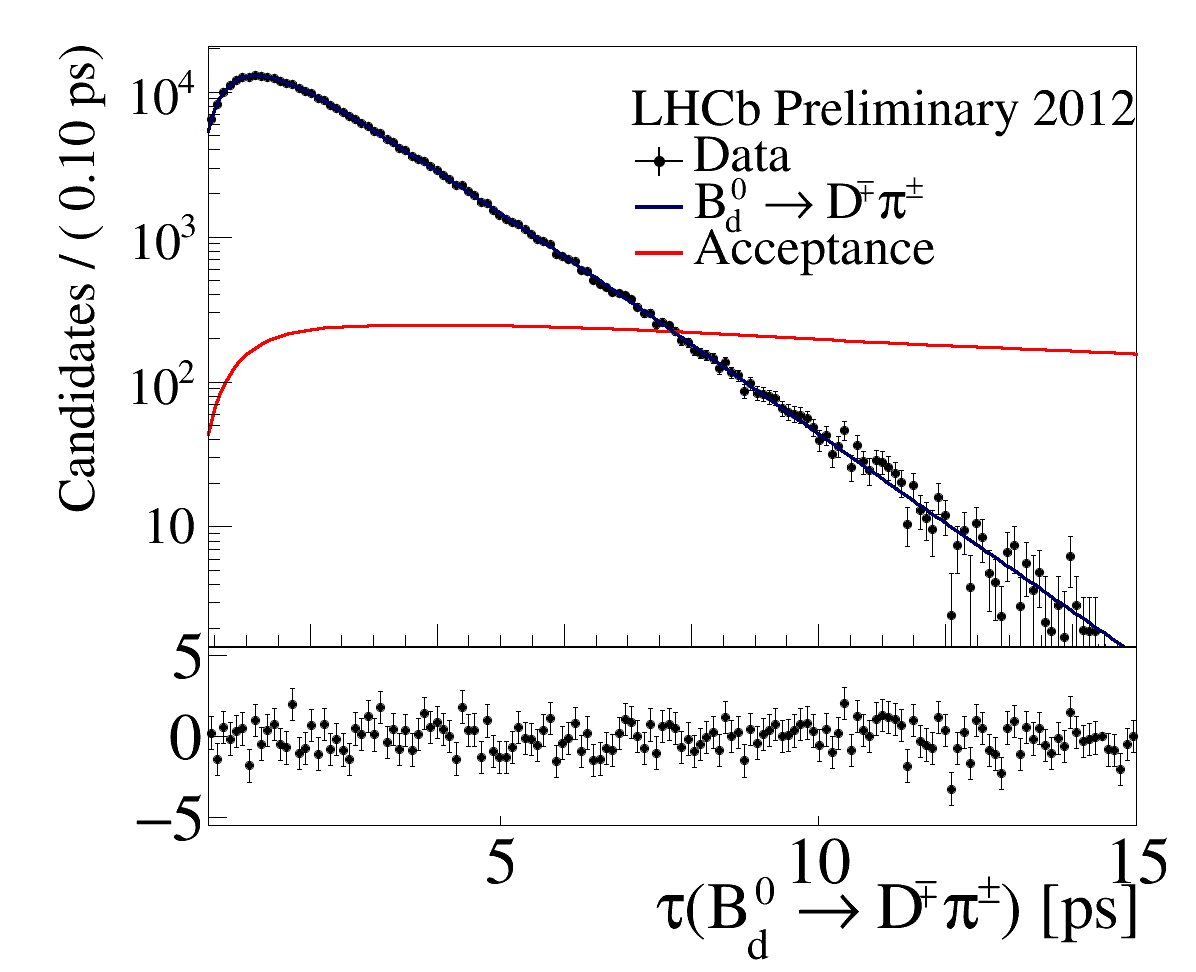 Candidates / ( 0.10 ps)
10⁴
10³
10²
10
LHCb Preliminary 2012
Data
B⁰_d → D^∓π^±
Acceptance
5
0
−5
5
10
15
τ(B⁰_d → D^∓π^±) [ps]